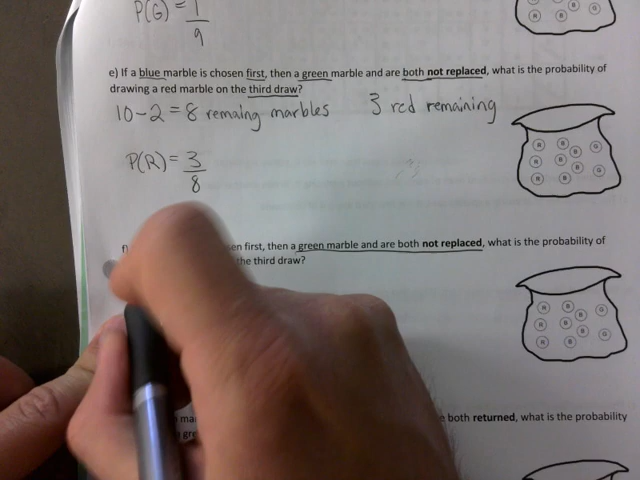 P(G) = 1
9
e) If a blue marble is chosen first, then a green marble and are both not replaced, what is the probability of
drawing a red marble on the third draw?
10-2 = 8 remaing marbles 3 red remaining
P(R) = 3
8
first, then a green marble and are both not replaced, what is the probability of
the third draw?
both returned, what is the probability